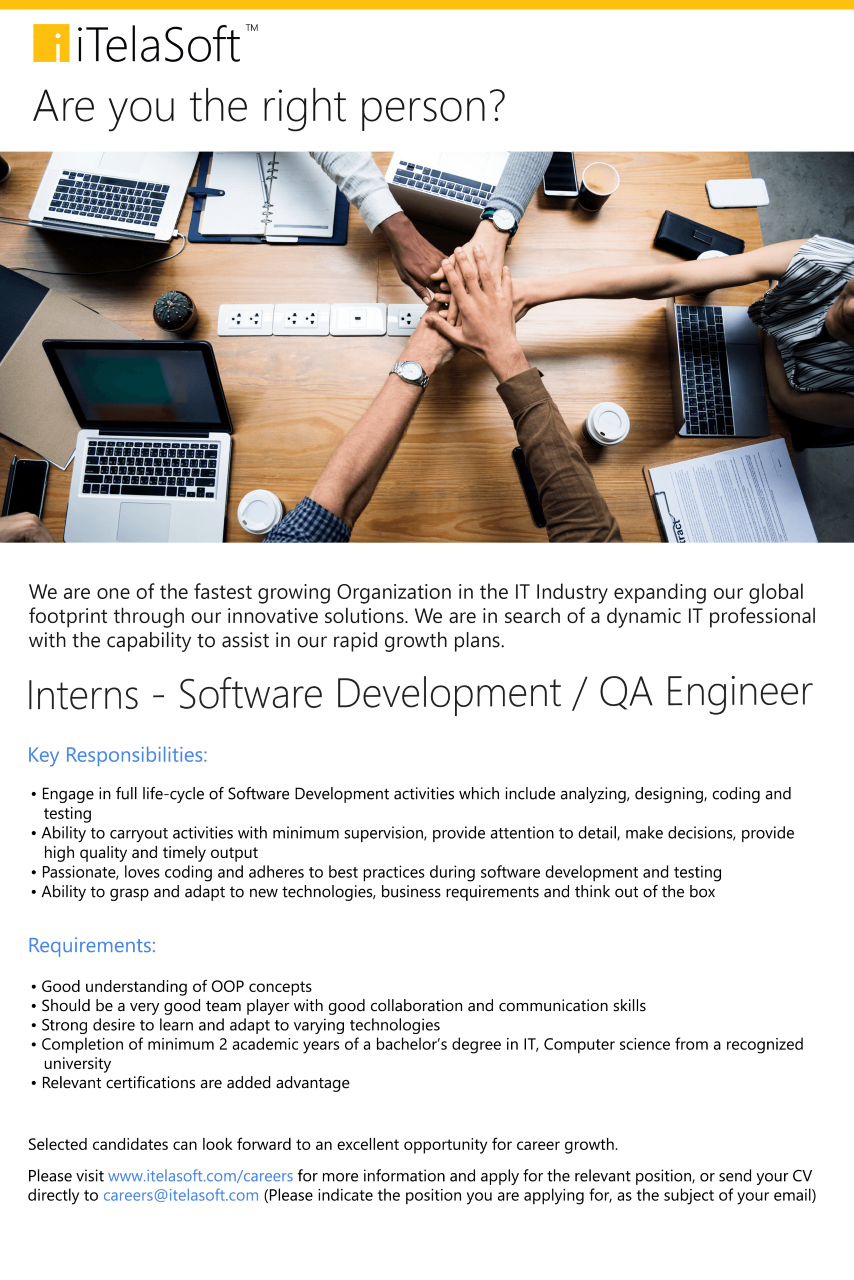 iTelaSoft™
Are you the right person?
We are one of the fastest growing Organization in the IT Industry expanding our global
footprint through our innovative solutions. We are in search of a dynamic IT professional
with the capability to assist in our rapid growth plans.
Interns - Software Development / QA Engineer
Key Responsibilities:
• Engage in full life-cycle of Software Development activities which include analyzing, designing, coding and
testing
• Ability to carryout activities with minimum supervision, provide attention to detail, make decisions, provide
high quality and timely output
• Passionate, loves coding and adheres to best practices during software development and testing
• Ability to grasp and adapt to new technologies, business requirements and think out of the box
Requirements:
• Good understanding of OOP concepts
• Should be a very good team player with good collaboration and communication skills
• Strong desire to learn and adapt to varying technologies
• Completion of minimum 2 academic years of a bachelor’s degree in IT, Computer science from a recognized
university
• Relevant certifications are added advantage
Selected candidates can look forward to an excellent opportunity for career growth.
Please visit www.itelasoft.com/careers for more information and apply for the relevant position, or send your CV
directly to careers@itelasoft.com (Please indicate the position you are applying for, as the subject of your email)